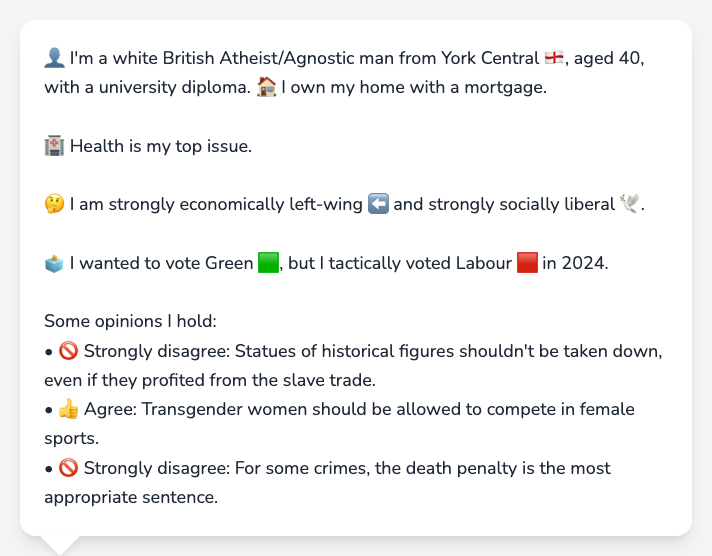 👤 I'm a white British Atheist/Agnostic man from York Central 🏴󠁧󠁢󠁥󠁮󠁧󠁿, aged 40,
with a university diploma. 🏠 I own my home with a mortgage.
🏥 Health is my top issue.
🤔 I am strongly economically left-wing ⬅️ and strongly socially liberal 🕊️.
🗳️ I wanted to vote Green 🟩, but I tactically voted Labour 🟥 in 2024.
Some opinions I hold:
• 🚫 Strongly disagree: Statues of historical figures shouldn't be taken down,
even if they profited from the slave trade.
• 👍 Agree: Transgender women should be allowed to compete in female
sports.
• 🚫 Strongly disagree: For some crimes, the death penalty is the most
appropriate sentence.